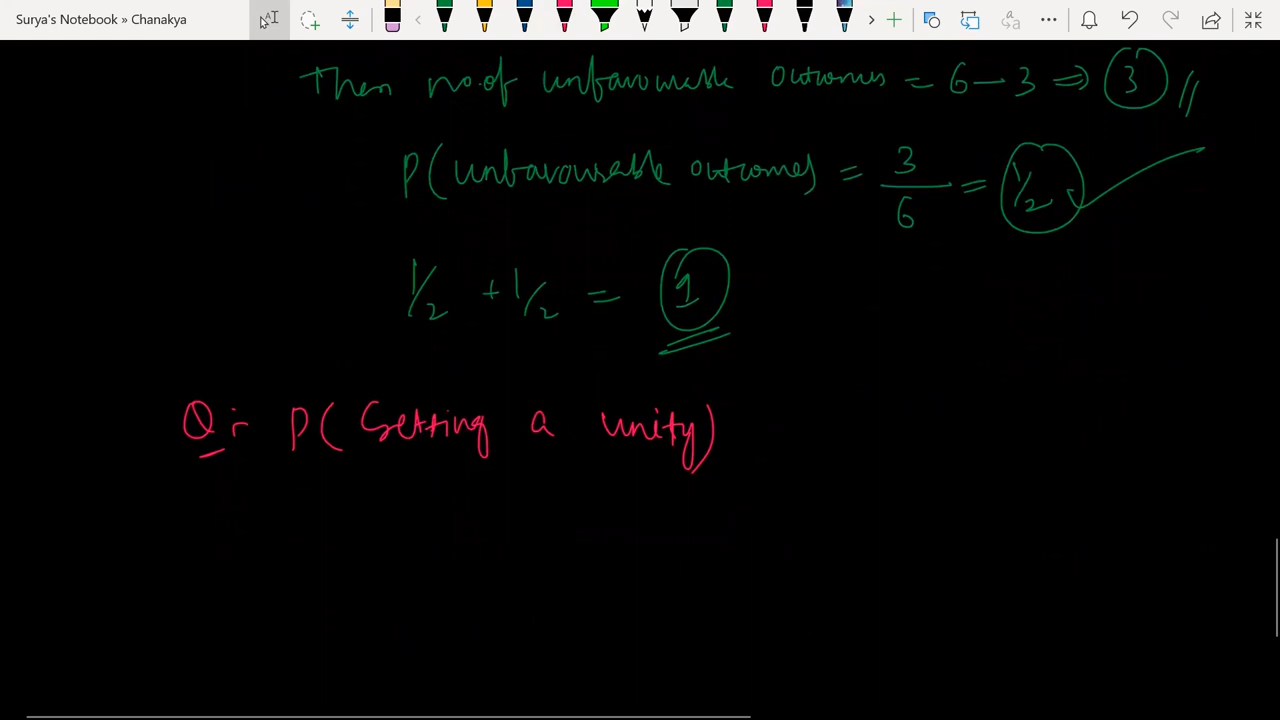 Surya's Notebook » Chanakya
Then no.of unfavourable outcomes = 6 - 3 ⇒ 3 //
P(unfavourable outcomes) = 3/6 = 1/2
1/2 + 1/2 = 1
Q:- P(Getting a unity)